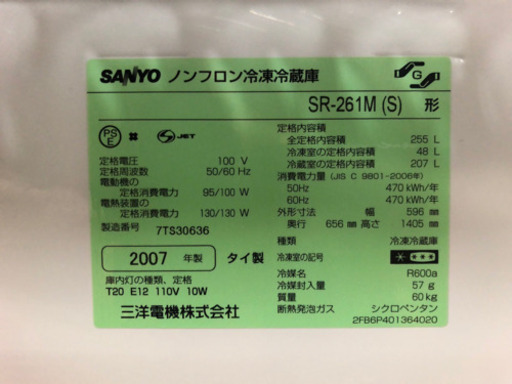 SANYO ノンフロン冷凍冷蔵庫
G
SR-261M (S) 形
PS
E
JET
定格電圧 100 V
定格周波数 50/60 Hz
電動機の
定格消費電力 95/100 W
電熱装置の
定格消費電力 130/130 W
製造番号 7TS30636
2007 年製 タイ製
庫内灯の種類、定格
T20 E12 110V 10W
三洋電機株式会社
定格内容積
全定格内容積 255 L
冷凍室の定格内容積 48 L
冷蔵室の定格内容積 207 L
消費電力量 (JIS C 9801-2006年)
50Hz 470 kWh/年
60Hz 470 kWh/年
外形寸法 幅 596 mm
奥行 656 mm 高さ 1405 mm
種類 冷凍冷蔵庫
冷凍室の記号
冷媒名 R600a
冷媒封入量 57 g
質量 60 kg
断熱発泡ガス シクロペンタン
2FB6P401364020